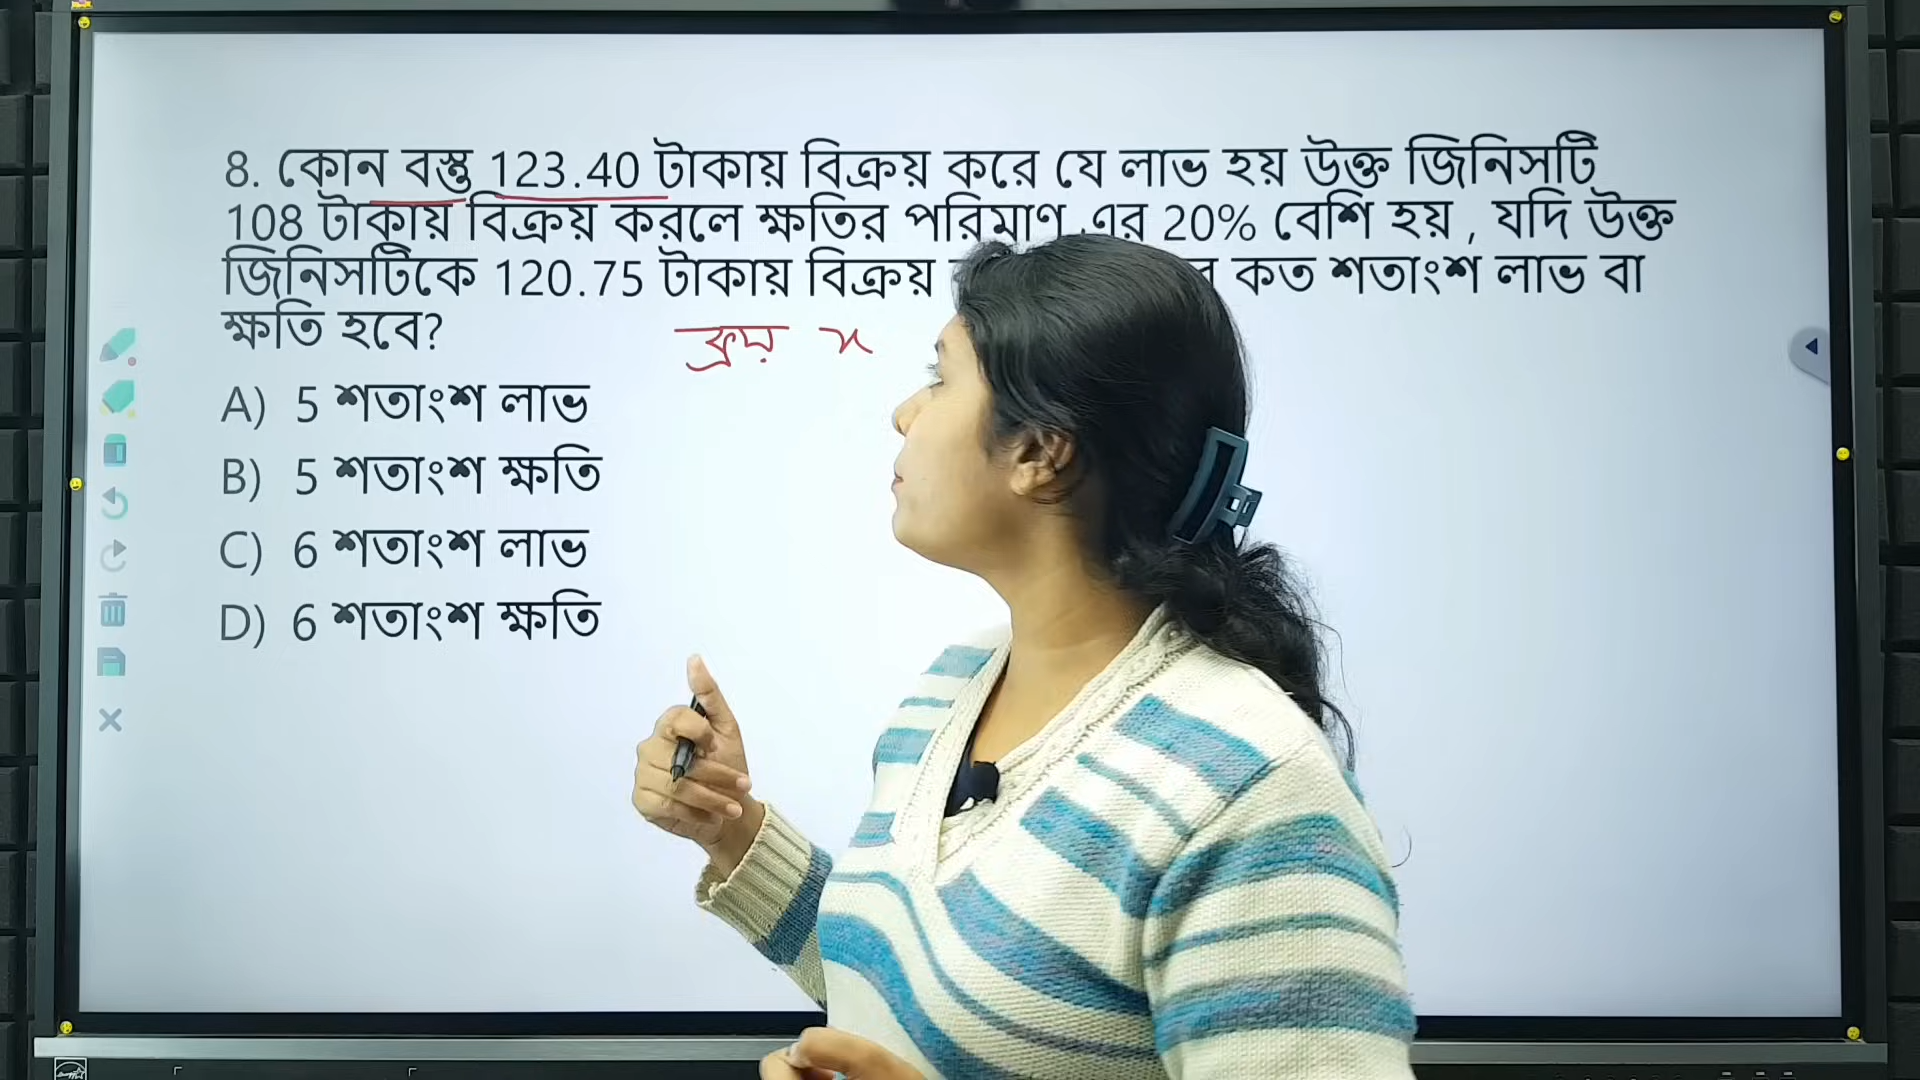 8. কোন বস্তু 123.40 টাকায় বিক্রয় করে যে লাভ হয় উক্ত জিনিসটি
108 টাকায় বিক্রয় করলে ক্ষতির পরিমাণ এর 20% বেশি হয় , যদি উক্ত
জিনিসটিকে 120.75 টাকায় বিক্রয় কত শতাংশ লাভ বা
ক্ষতি হবে?
ক্রয় x
A) 5 শতাংশ লাভ
B) 5 শতাংশ ক্ষতি
C) 6 শতাংশ লাভ
D) 6 শতাংশ ক্ষতি